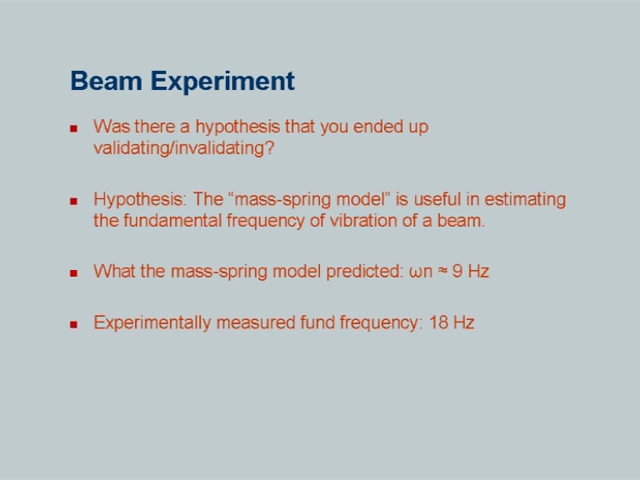 Beam Experiment
Was there a hypothesis that you ended up
validating/invalidating?
Hypothesis: The “mass-spring model” is useful in estimating
the fundamental frequency of vibration of a beam.
What the mass-spring model predicted: ωn ≈ 9 Hz
Experimentally measured fund frequency: 18 Hz